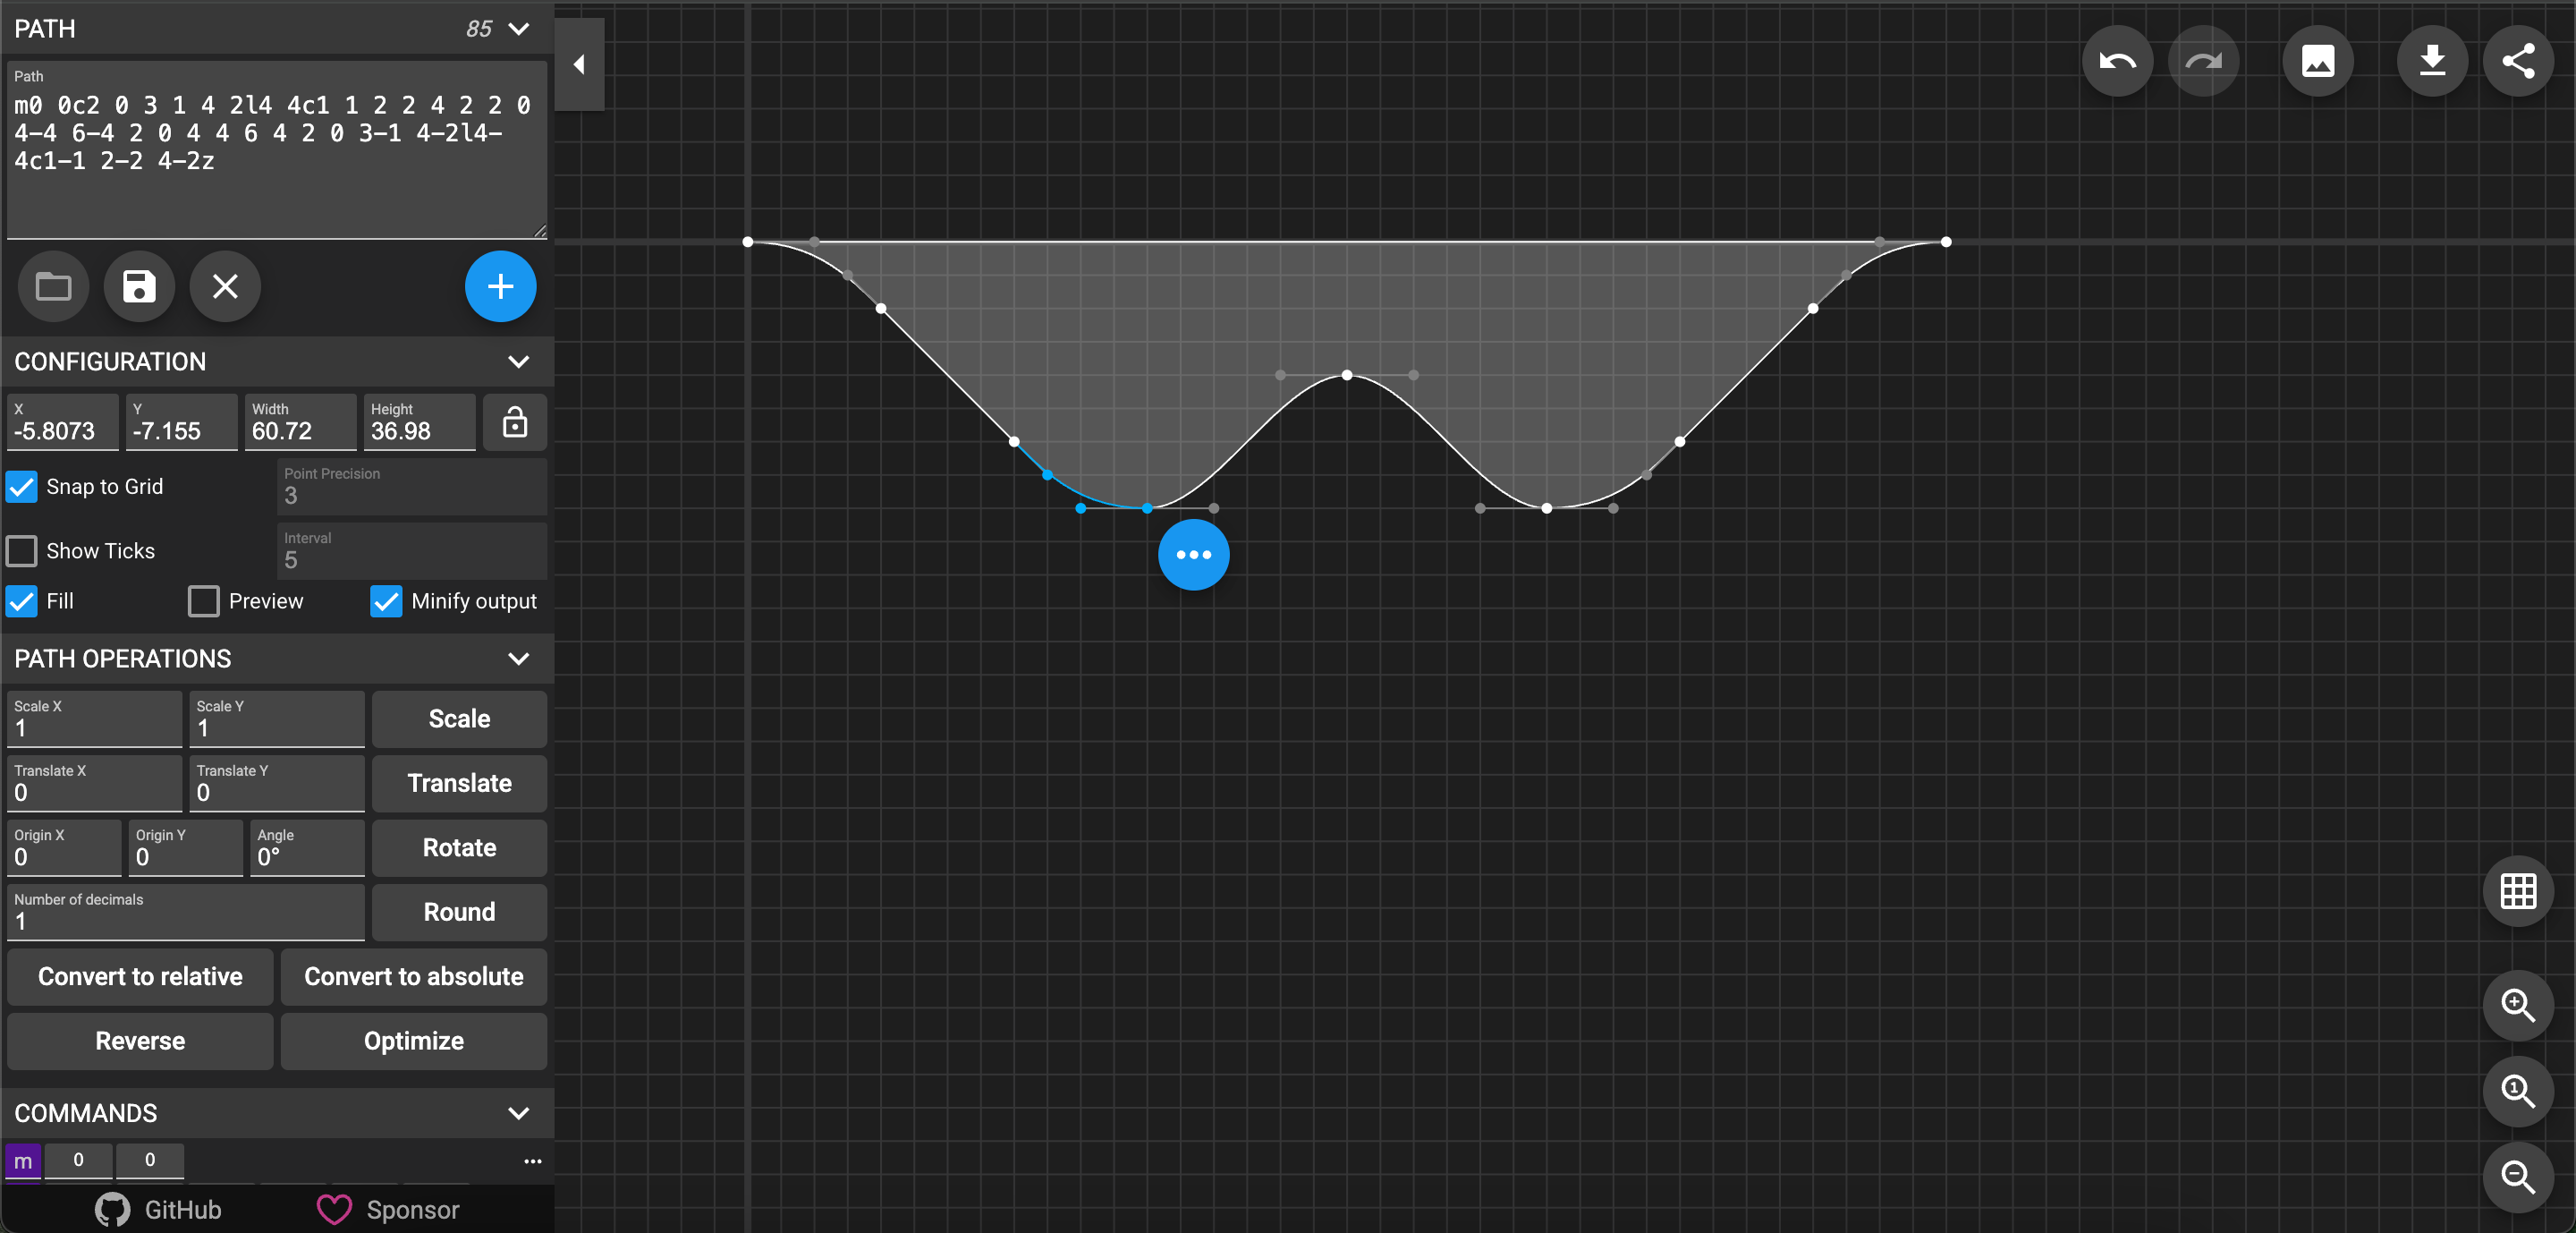 PATH 85
Path
m0 0c2 0 3 1 4 2l4 4c1 1 2 2 4 2 2 0
4-4 6-4 2 0 4 4 6 4 2 0 3-1 4-2l4-
4c1-1 2-2 4-2z
CONFIGURATION
X Y Width Height
-5.8073 -7.155 60.72 36.98
Snap to Grid
Point Precision
3
Show Ticks
Interval
5
Fill Preview Minify output
PATH OPERATIONS
Scale X Scale Y
1 1 Scale
Translate X Translate Y
0 0 Translate
Origin X Origin Y Angle
0 0 0° Rotate
Number of decimals
1 Round
Convert to relative Convert to absolute
Reverse Optimize
COMMANDS
m 0 0
GitHub Sponsor
1